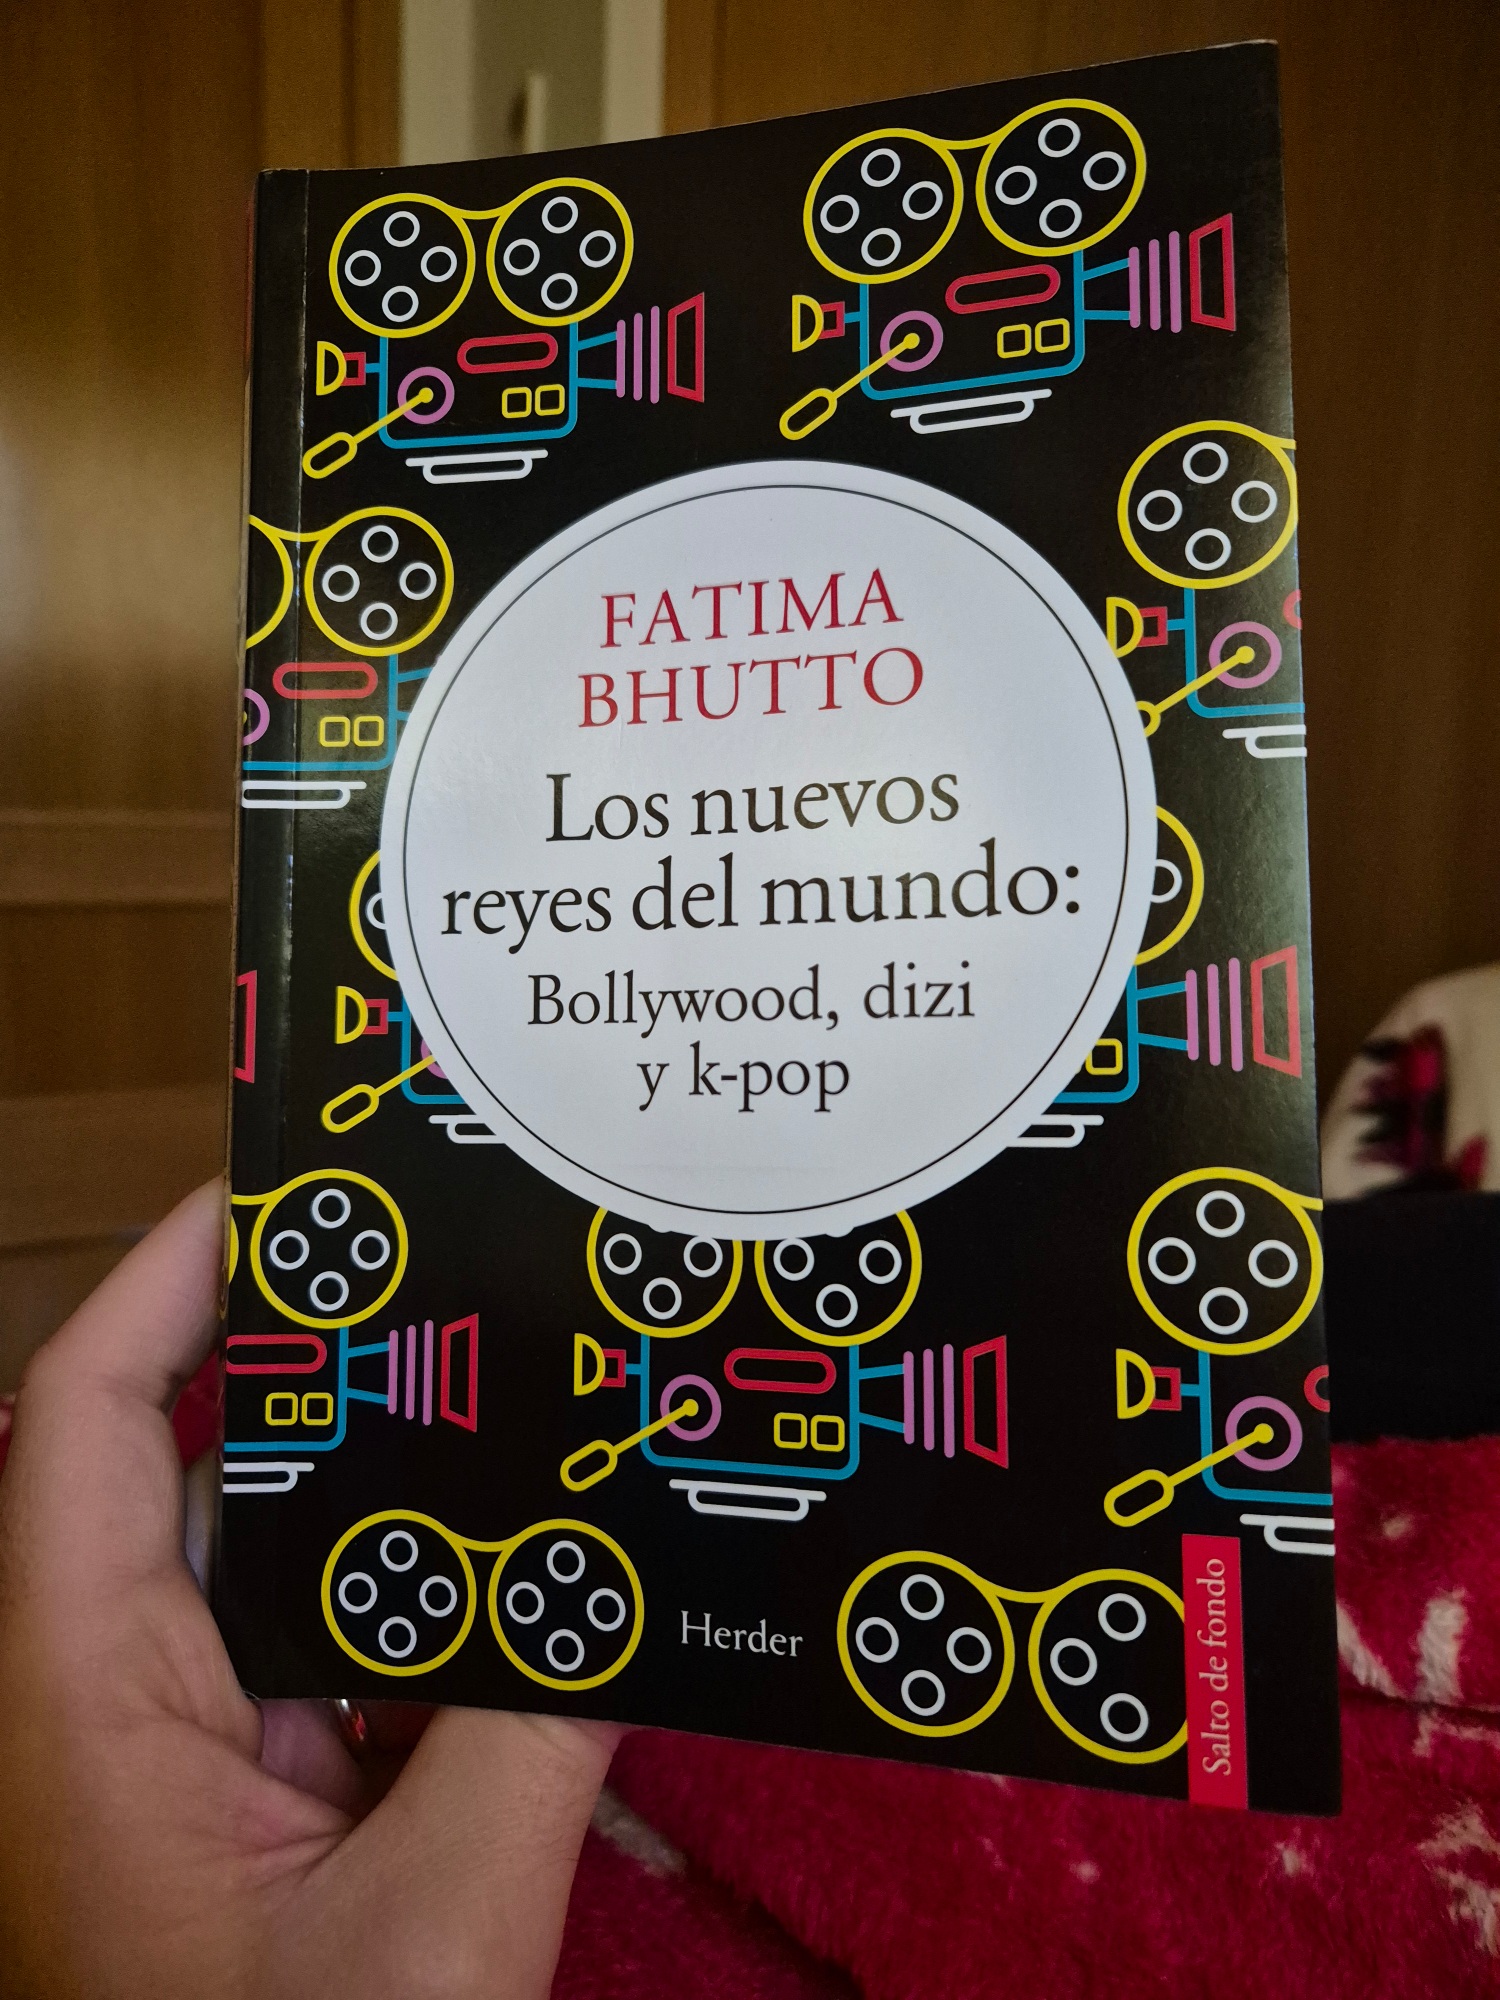 FATIMA
BHUTTO
Los nuevos
reyes del mundo:
Bollywood, dizi
y k-pop
Herder
Salto de fondo